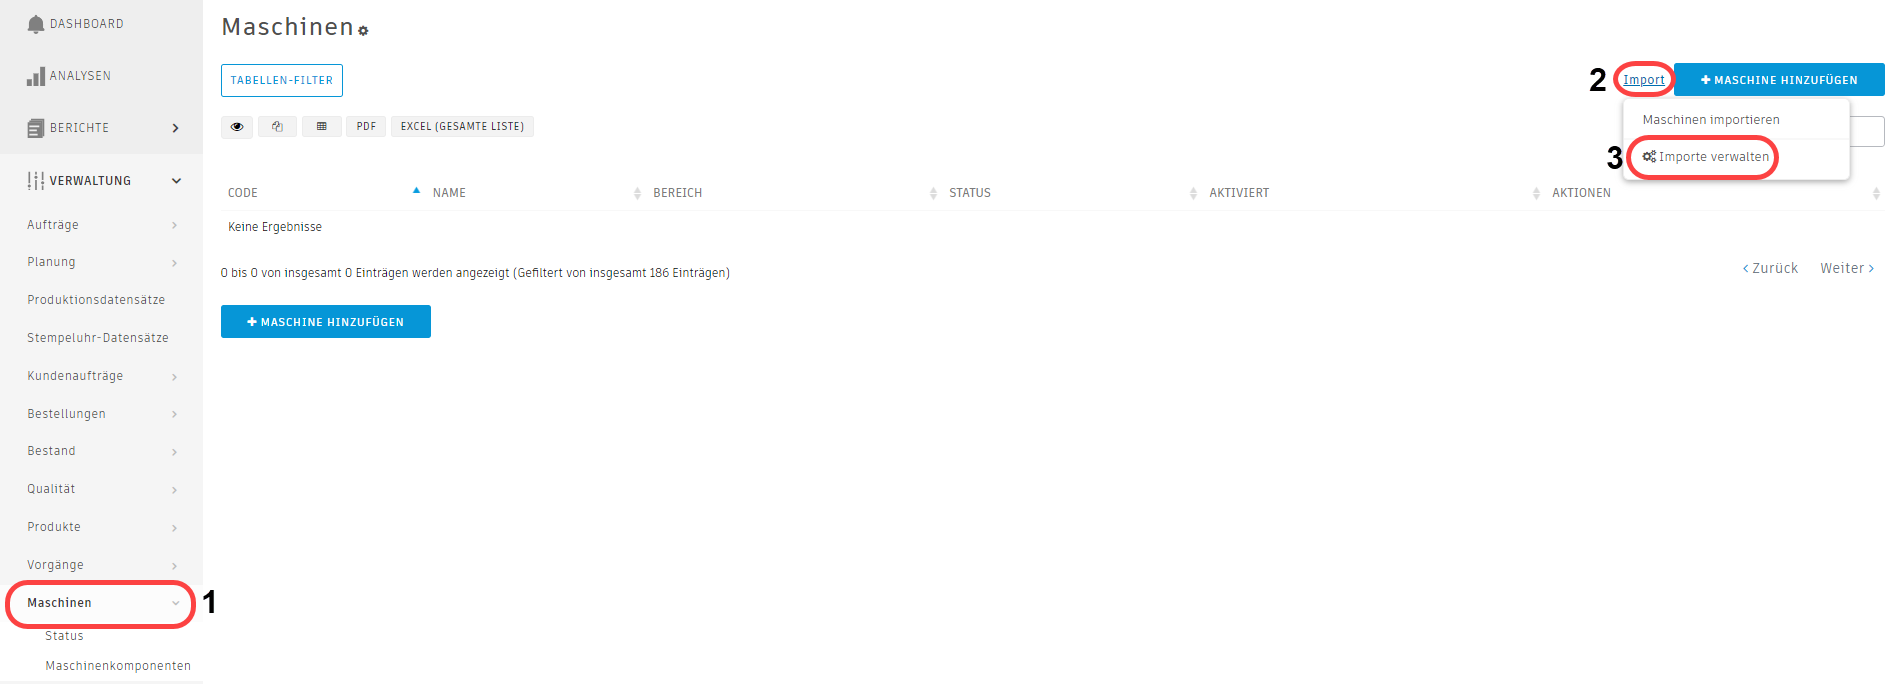 DASHBOARD
ANALYSEN
BERICHTE
VERWALTUNG
Aufträge
Planung
Produktionsdatensätze
Stempeluhr-Datensätze
Kundenaufträge
Bestellungen
Bestand
Qualität
Produkte
Vorgänge
Maschinen
1
Status
Maschinenkomponenten
Maschinen
TABELLEN-FILTER
2 Import MASCHINE HINZUFÜGEN
PDF EXCEL (GESAMTE LISTE)
Maschinen importieren
3 Importe verwalten
CODE NAME BEREICH STATUS AKTIVIERT AKTIONEN
Keine Ergebnisse
0 bis 0 von insgesamt 0 Einträgen werden angezeigt (Gefiltert von insgesamt 186 Einträgen)
Zurück Weiter
MASCHINE HINZUFÜGEN